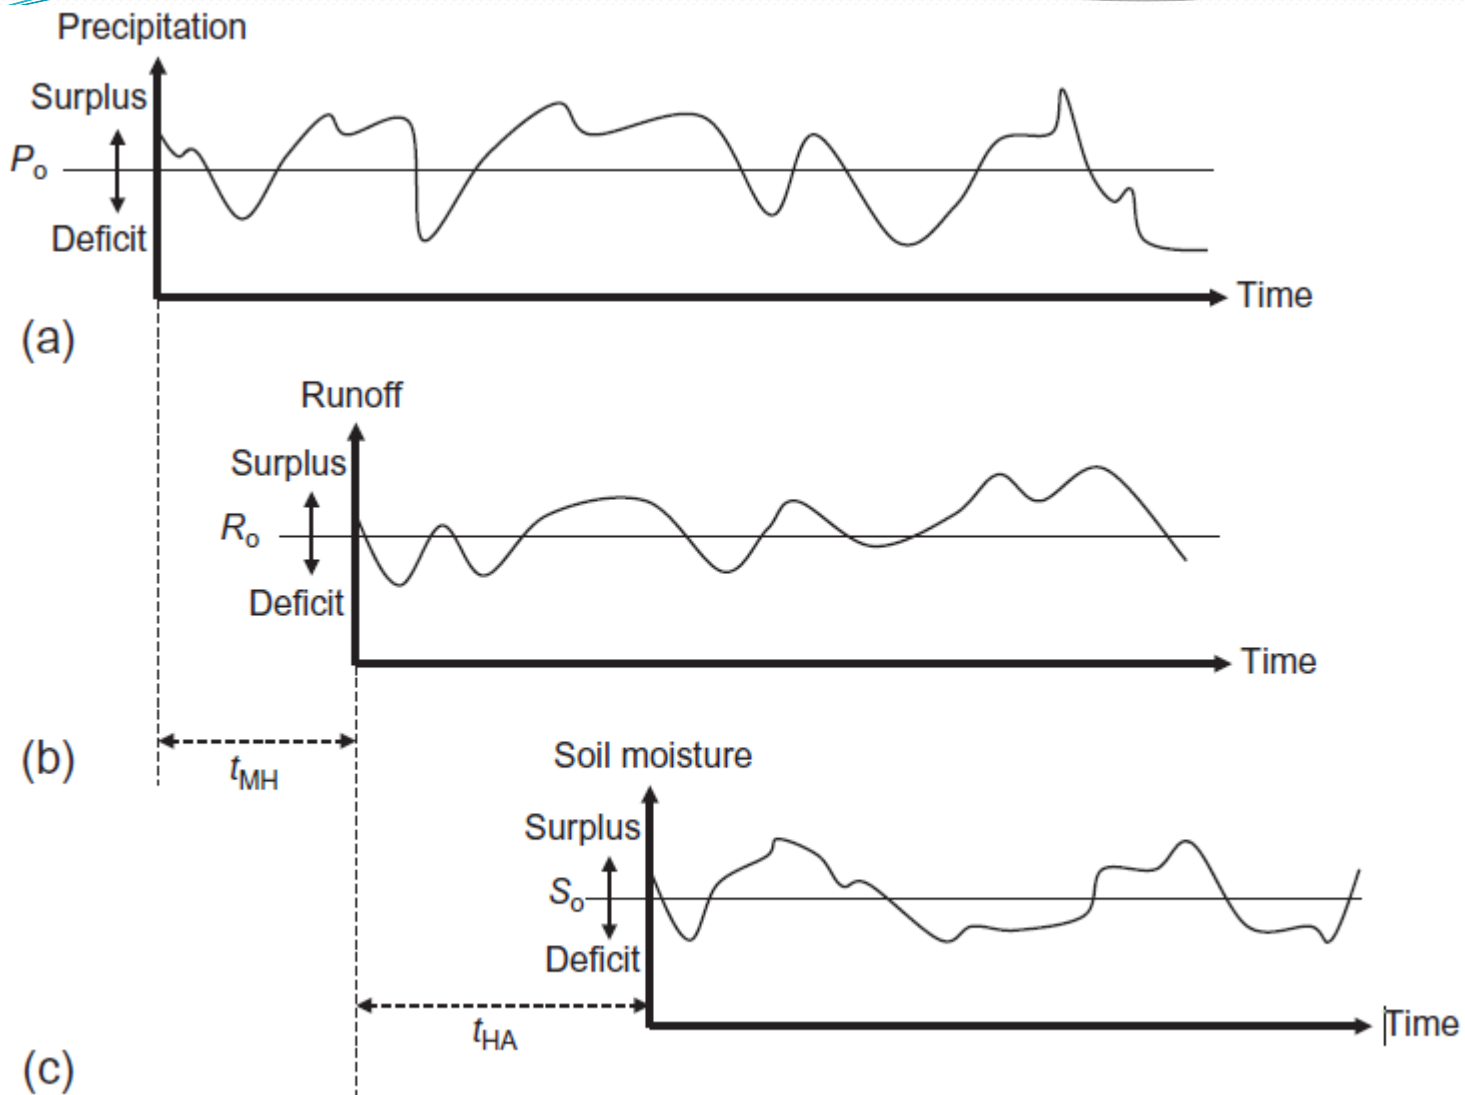 Precipitation
Surplus
Po
Deficit
Time
(a)
Runoff
Surplus
Ro
Deficit
Time
(b)
tMH
Soil moisture
Surplus
So
Deficit
Time
tHA
(c)